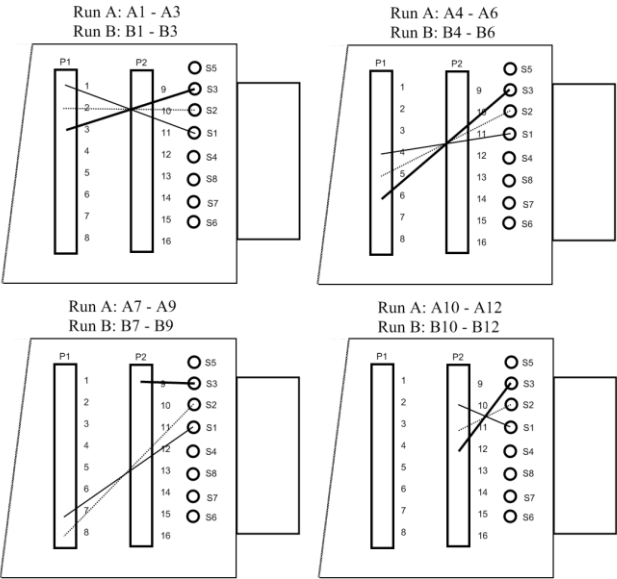 Run A: A1 - A3
Run B: B1 - B3
P1
P2
S5
1
9
S3
2
10
S2
3
11
S1
4
12
S4
5
13
S8
6
14
S7
7
15
S6
8
16
Run A: A4 - A6
Run B: B4 - B6
P1
P2
S5
1
9
S3
2
10
S2
3
11
S1
4
12
S4
5
13
S8
6
14
S7
7
15
S6
8
16
Run A: A7 - A9
Run B: B7 - B9
P1
P2
S5
1
9
S3
2
10
S2
3
11
S1
4
12
S4
5
13
S8
6
14
S7
7
15
S6
8
16
Run A: A10 - A12
Run B: B10 - B12
P1
P2
S5
1
9
S3
2
10
S2
3
11
S1
4
12
S4
5
13
S8
6
14
S7
7
15
S6
8
16